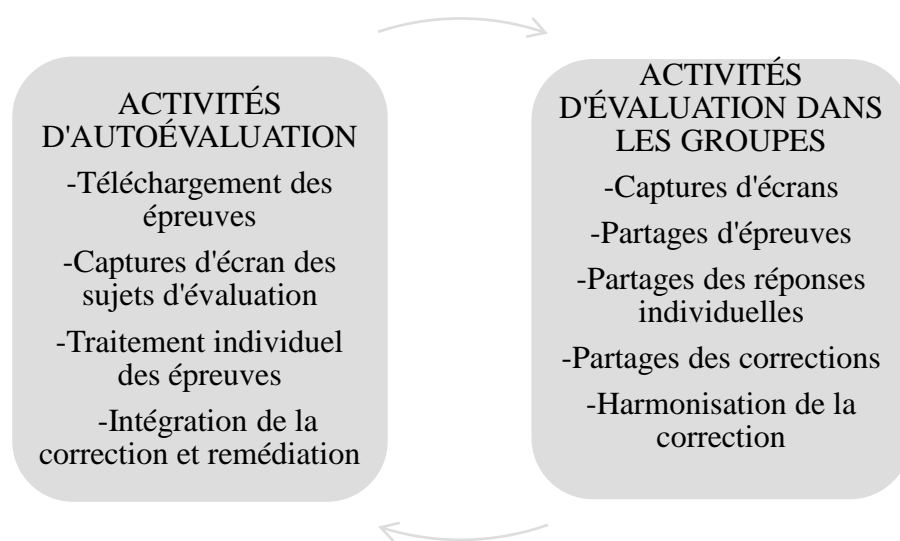 ACTIVITÉS
D'AUTOÉVALUATION
-Téléchargement des
épreuves
-Captures d'écran des
sujets d'évaluation
-Traitement individuel
des épreuves
-Intégration de la
correction et remédiation
ACTIVITÉS
D'ÉVALUATION DANS
LES GROUPES
-Captures d'écrans
-Partages d'épreuves
-Partages des réponses
individuelles
-Partages des corrections
-Harmonisation de la
correction